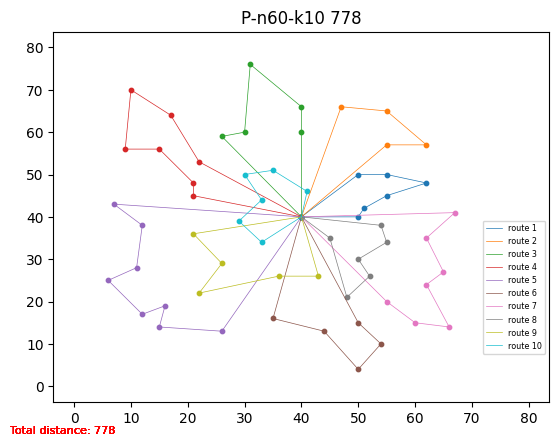 P-n60-k10 778
80
70
60
50
40
30
20
10
0
0 10 20 30 40 50 60 70 80
route 1
route 2
route 3
route 4
route 5
route 6
route 7
route 8
route 9
route 10
Total distance: 778